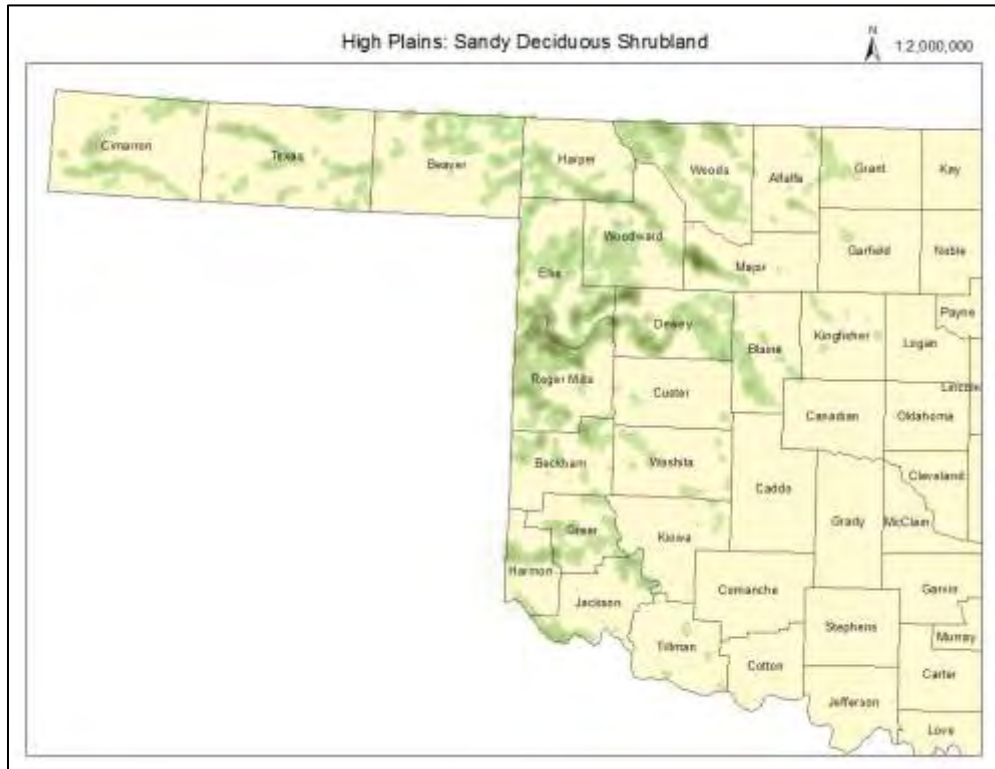 High Plains: Sandy Deciduous Shrubland
N
1:2,000,000
Cimarron
Texas
Beaver
Harper
Woods
Alfalfa
Grant
Kay
Ellis
Woodward
Major
Garfield
Noble
Roger Mills
Dewey
Blaine
Kingfisher
Logan
Payne
Custer
Canadian
Oklahoma
Lincoln
Beckham
Washita
Caddo
Grady
McClain
Cleveland
Harmon
Greer
Kiowa
Comanche
Garvin
Jackson
Tillman
Cotton
Stephens
Murray
Carter
Jefferson
Love